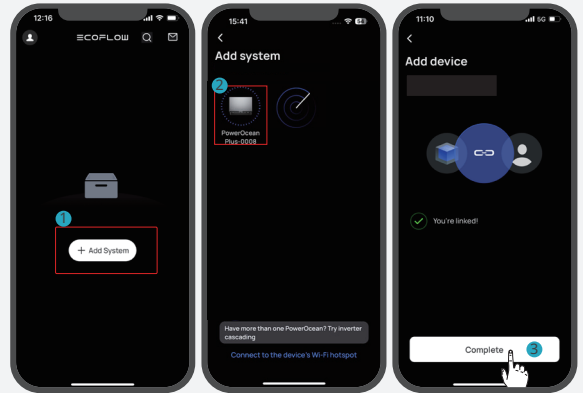 12:16
ECOFLOW
1
+ Add System
15:41
Add system
2
PowerOcean
Plus-0008
Have more than one PowerOcean? Try inverter
cascading
Connect to the device's Wi-Fi hotspot
11:10
5G
Add device
You're linked!
Complete
3